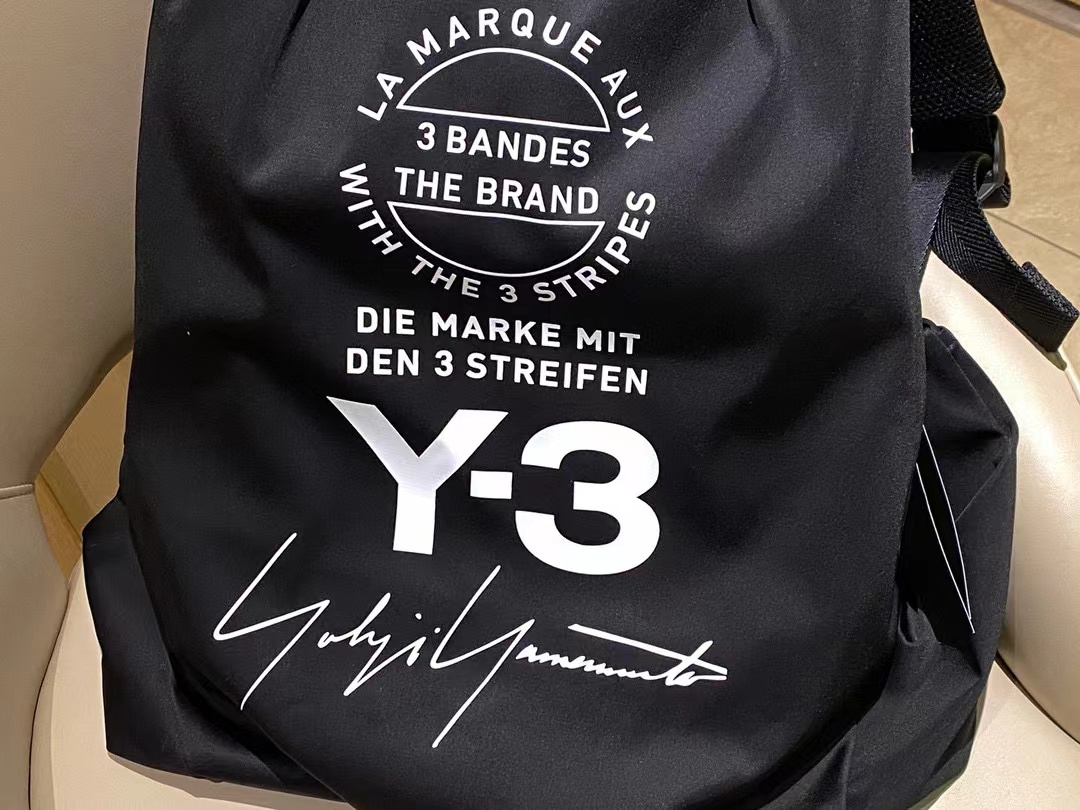 LA MARQUE AUX
3 BANDES
THE BRAND
WITH THE 3 STRIPES
DIE MARKE MIT
DEN 3 STREIFEN
Y-3
Yohji Yamamoto